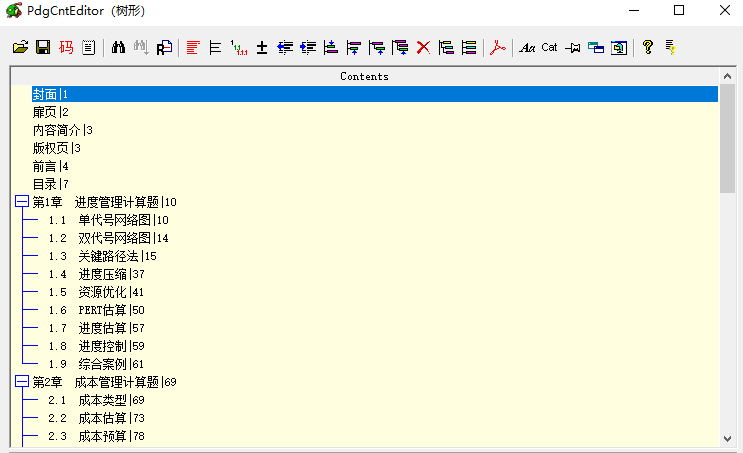 PdgCntEditor (树形)
码 Aa Cat
Contents
封面|1
扉页|2
内容简介|3
版权页|3
前言|4
目录|7
第1章 进度管理计算题|10
1.1 单代号网络图|10
1.2 双代号网络图|14
1.3 关键路径法|15
1.4 进度压缩|37
1.5 资源优化|41
1.6 PERT估算|50
1.7 进度估算|57
1.8 进度控制|59
1.9 综合案例|61
第2章 成本管理计算题|69
2.1 成本类型|69
2.2 成本估算|73
2.3 成本预算|78